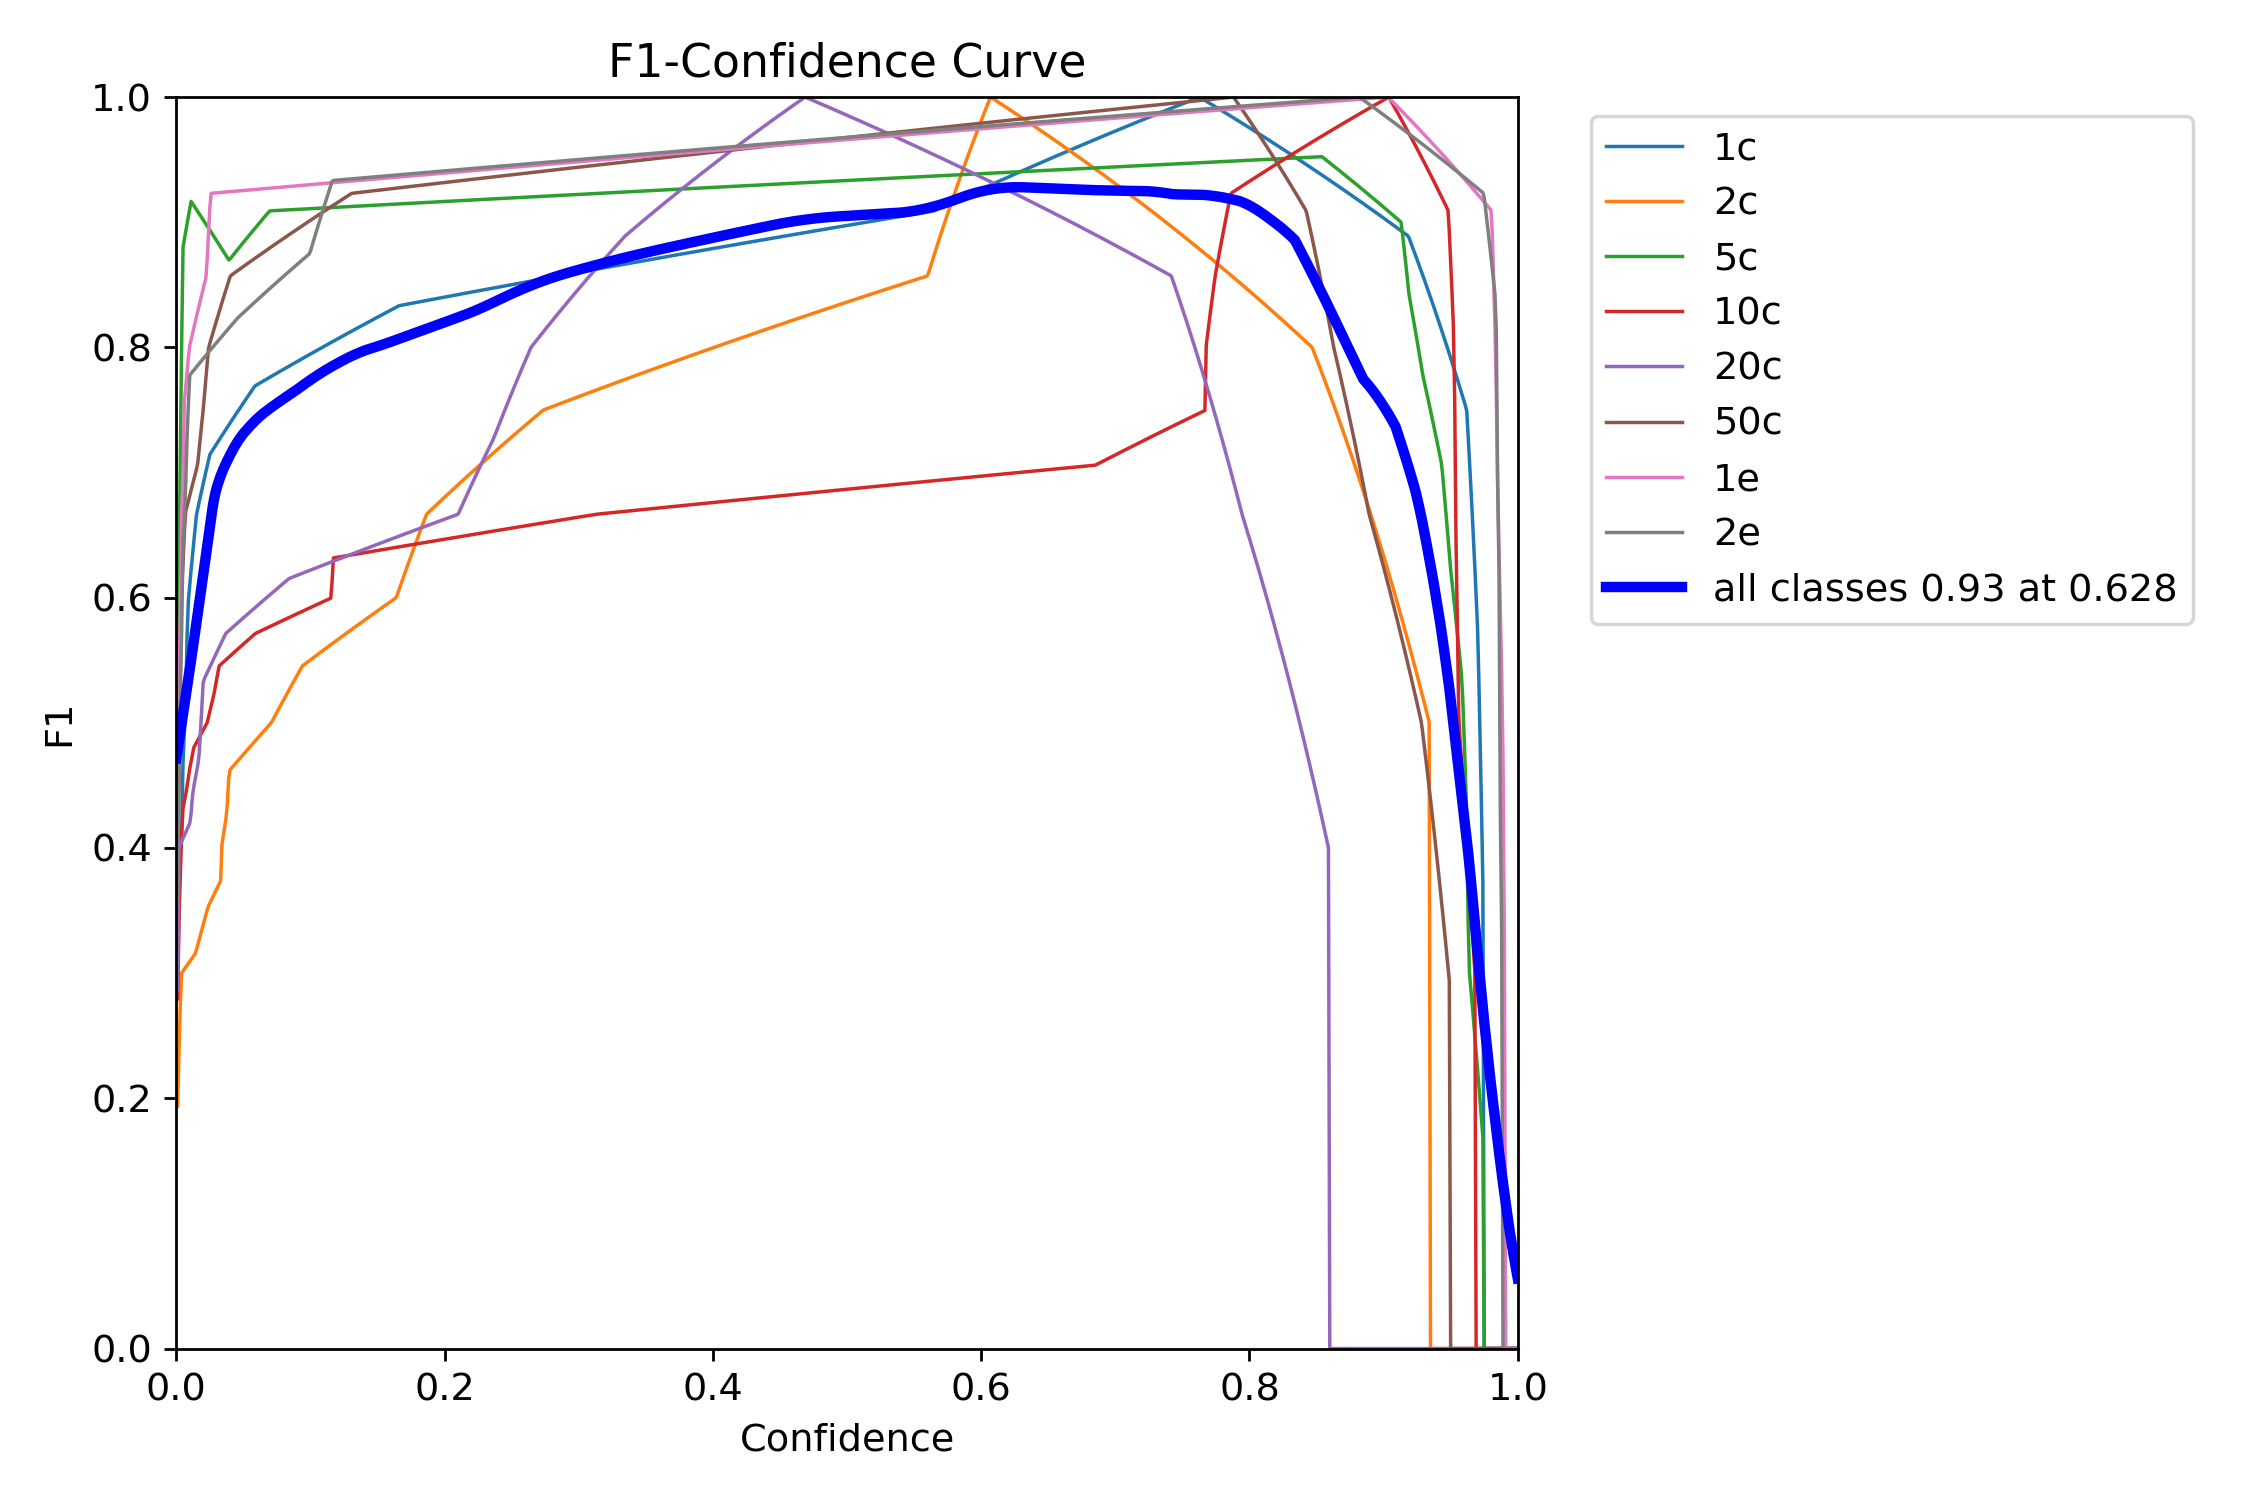 F1-Confidence Curve
1.0
0.8
0.6
0.4
0.2
0.0
F1
0.0 0.2 0.4 0.6 0.8 1.0
Confidence
1c
2c
5c
10c
20c
50c
1e
2e
all classes 0.93 at 0.628